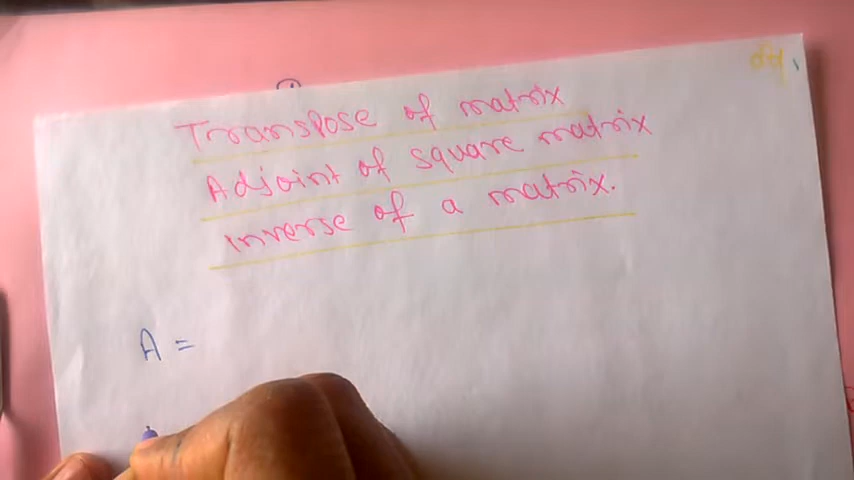 Transpose of matrix
Adjoint of square matrix
Inverse of a matrix.
A =